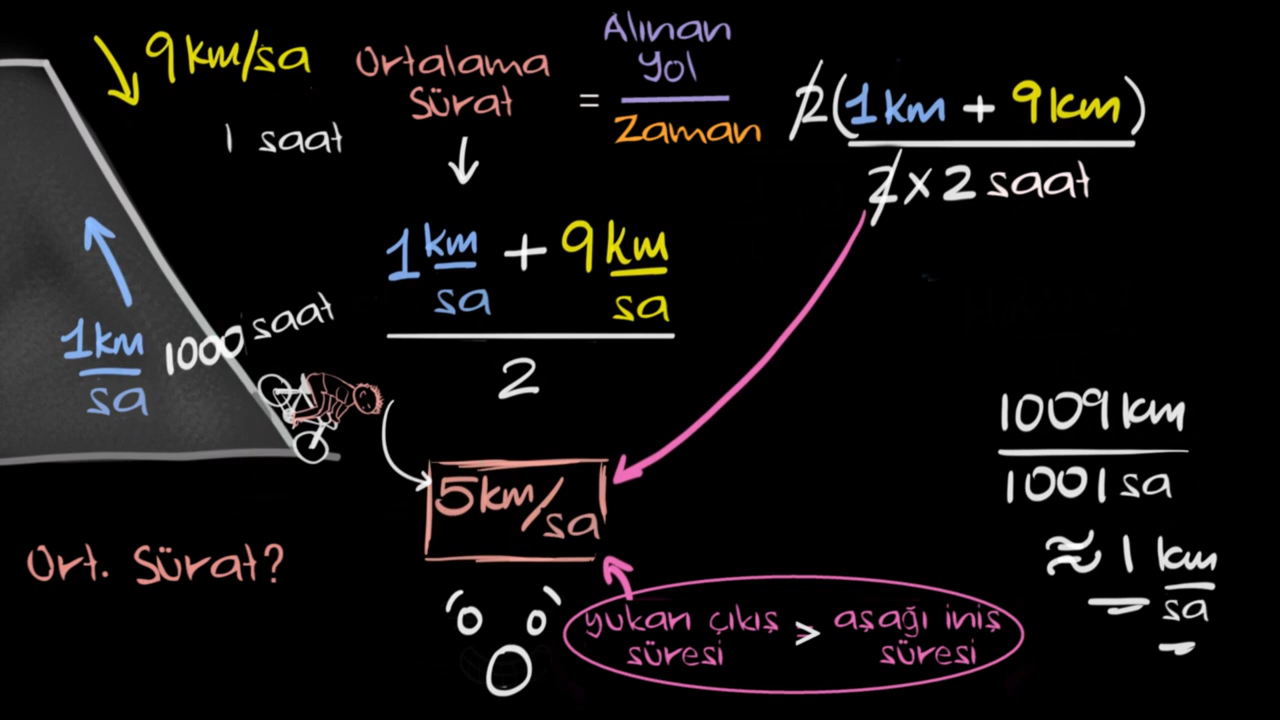 9 km/sa
1 saat
Ortalama
Sürat
=
Alınan
Yol
Zaman
2(1 km + 9 km)
2 x 2 saat
1 km/sa + 9 km/sa
2
1 km/sa
1000 saat
5 km/sa
Ort. Sürat?
yukarı çıkış
süresi
>
aşağı iniş
süresi
1009 km
1001 sa
≈ 1 km/sa